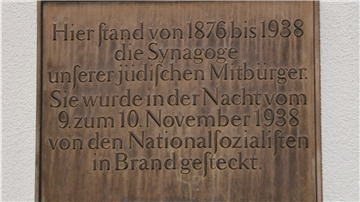 Hier ſtand von 1876 bis 1938
die Synagoge
unſerer jüdiſchen Mitbürger.
Sie wurde in der Nacht vom
9. zum 10. November 1938
von den Nationalſozialiſten
in Brand geſteckt.